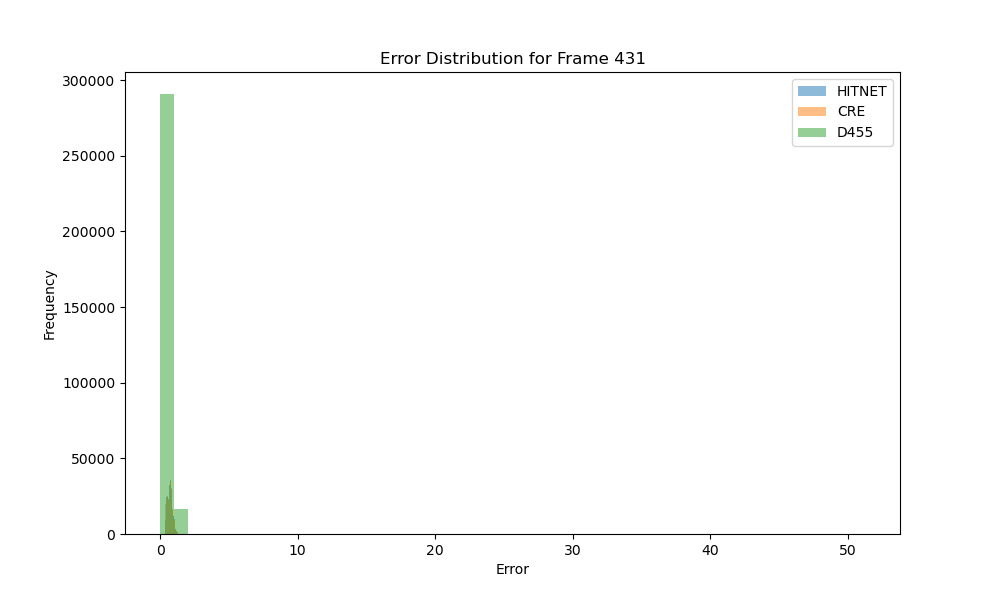 Error Distribution for Frame 431
HITNET
CRE
D455
300000
250000
200000
150000
100000
50000
0
Frequency
0 10 20 30 40 50
Error